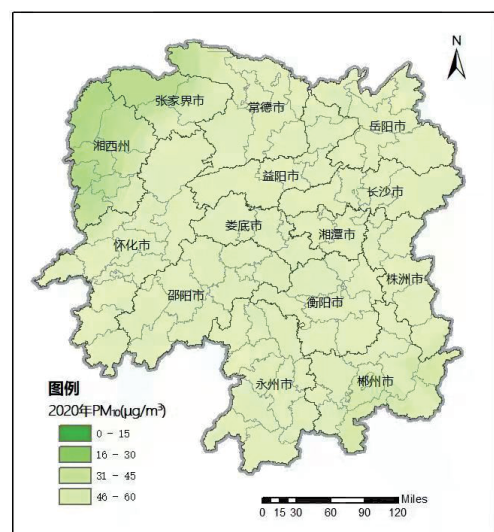 N
张家界市
常德市
岳阳市
湘西州
益阳市
长沙市
娄底市
湘潭市
怀化市
株洲市
邵阳市
衡阳市
永州市
郴州市
图例
2020年PM₁₀(μg/m³)
0 - 15
16 - 30
31 - 45
46 - 60
Miles
0 15 30 60 90 120